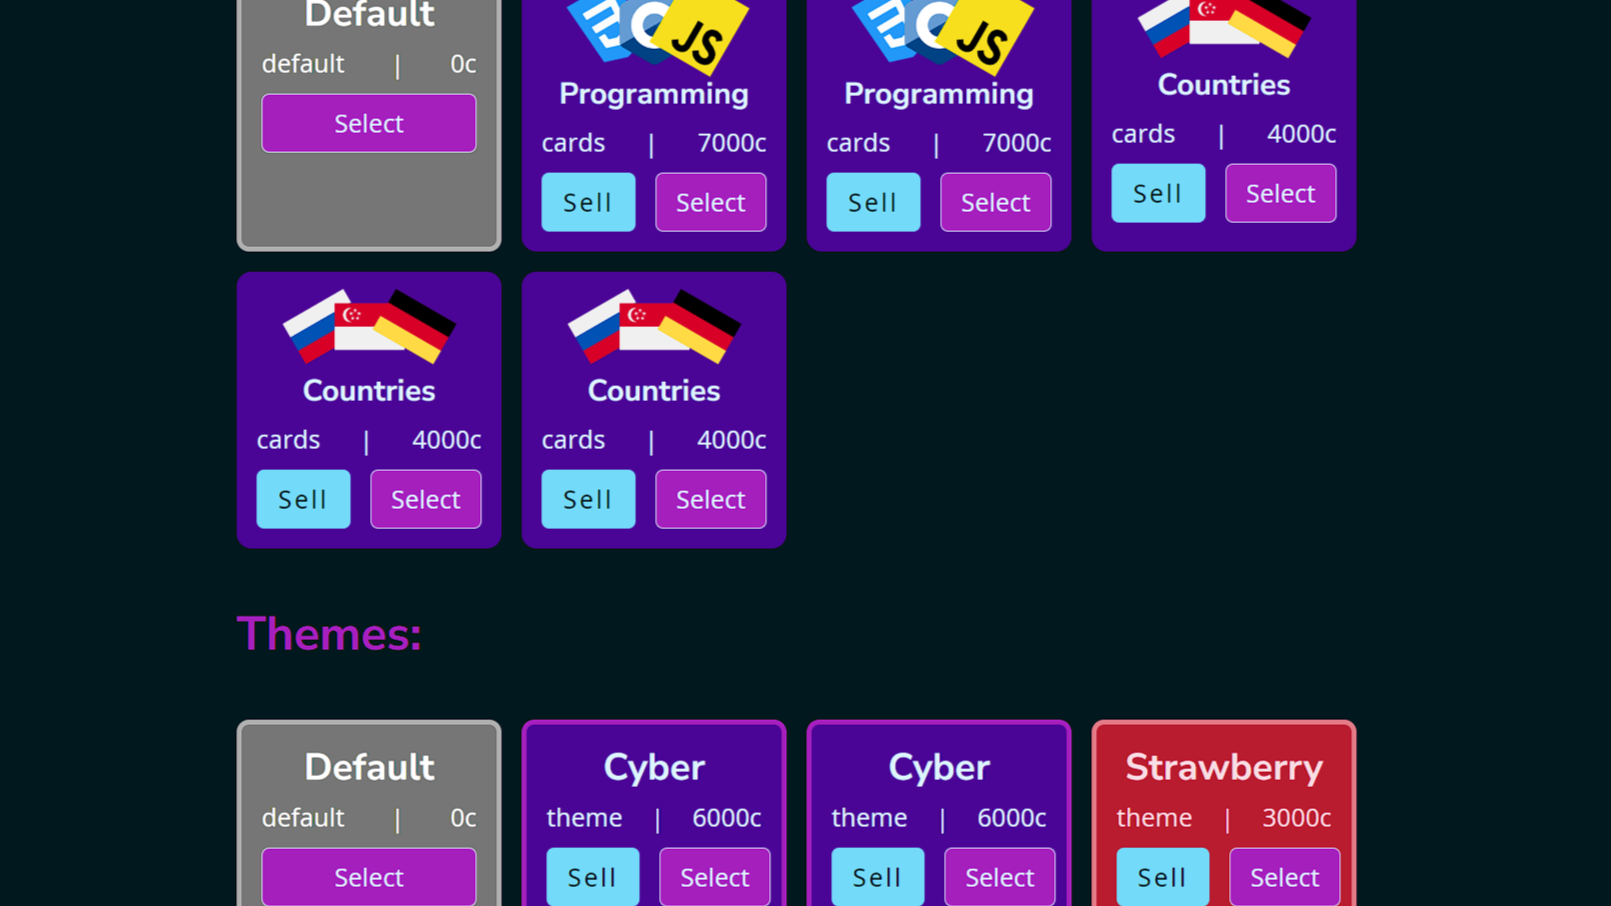 Default
default | 0c
Select
JS
Programming
cards | 7000c
Sell Select
JS
Programming
cards | 7000c
Sell Select
Countries
cards | 4000c
Sell Select
Countries
cards | 4000c
Sell Select
Countries
cards | 4000c
Sell Select
Themes:
Default
default | 0c
Select
Cyber
theme | 6000c
Sell Select
Cyber
theme | 6000c
Sell Select
Strawberry
theme | 3000c
Sell Select